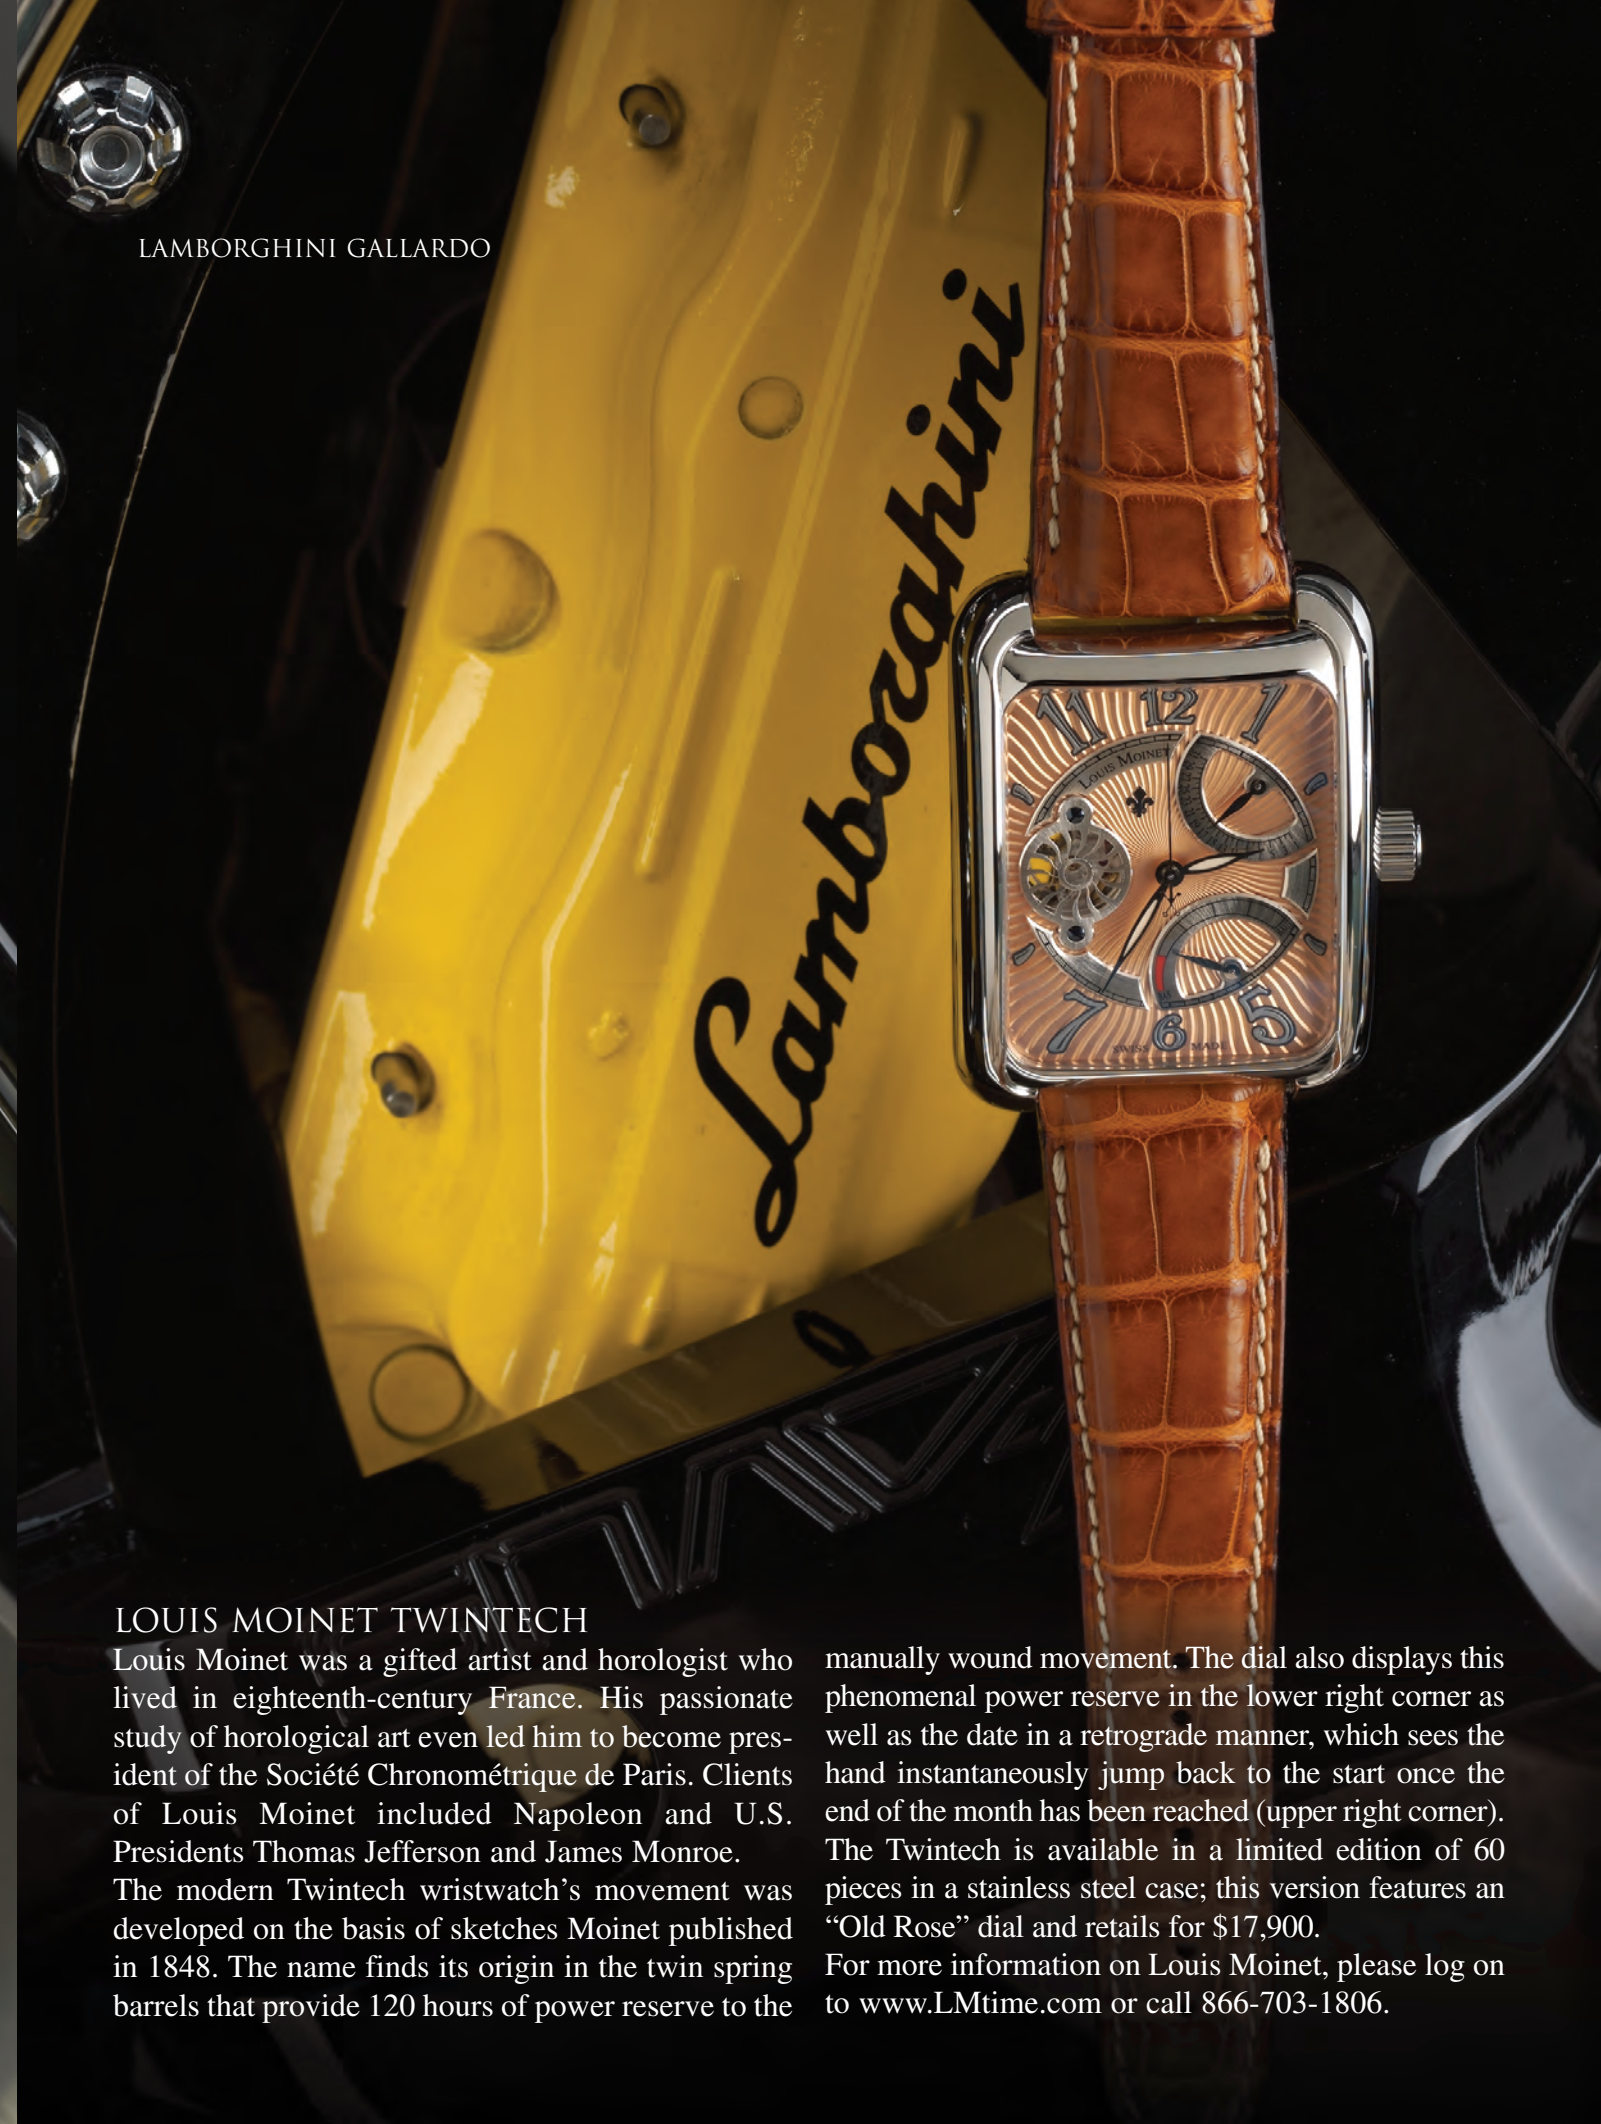 LAMBORGHINI GALLARDO
Lamborghini
11 12 1
LOUIS MOINET
7 6 5
SWISS MADE
LOUIS MOINET TWINTECH
Louis Moinet was a gifted artist and horologist who
lived in eighteenth-century France. His passionate
study of horological art even led him to become pres-
ident of the Société Chronométrique de Paris. Clients
of Louis Moinet included Napoleon and U.S.
Presidents Thomas Jefferson and James Monroe.
The modern Twintech wristwatch’s movement was
developed on the basis of sketches Moinet published
in 1848. The name finds its origin in the twin spring
barrels that provide 120 hours of power reserve to the
manually wound movement. The dial also displays this
phenomenal power reserve in the lower right corner as
well as the date in a retrograde manner, which sees the
hand instantaneously jump back to the start once the
end of the month has been reached (upper right corner).
The Twintech is available in a limited edition of 60
pieces in a stainless steel case; this version features an
“Old Rose” dial and retails for $17,900.
For more information on Louis Moinet, please log on
to www.LMtime.com or call 866-703-1806.